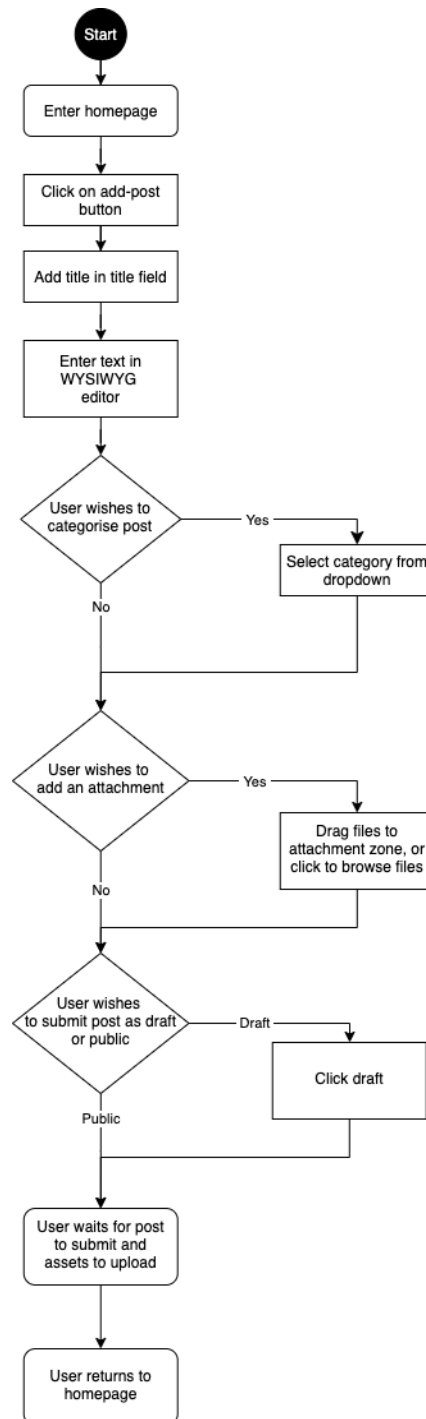 Start
Enter homepage
Click on add-post
button
Add title in title field
Enter text in
WYSIWYG
editor
User wishes to
categorise post
Yes
Select category from
dropdown
No
User wishes to
add an attachment
Yes
Drag files to
attachment zone, or
click to browse files
No
User wishes
to submit post as draft
or public
Draft
Click draft
Public
User waits for post
to submit and
assets to upload
User returns to
homepage